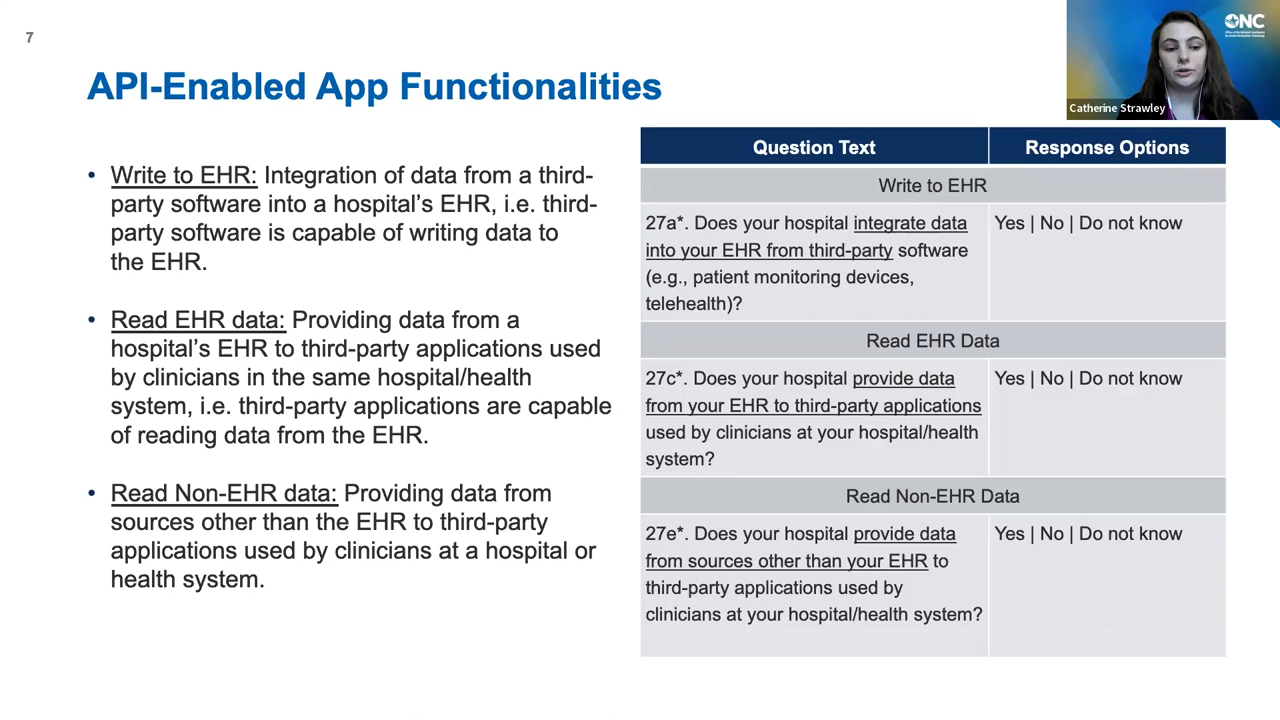 7
API-Enabled App Functionalities
ONC
Catherine Strawley
• Write to EHR: Integration of data from a third-
party software into a hospital’s EHR, i.e. third-
party software is capable of writing data to
the EHR.
• Read EHR data: Providing data from a
hospital’s EHR to third-party applications used
by clinicians in the same hospital/health
system, i.e. third-party applications are capable
of reading data from the EHR.
• Read Non-EHR data: Providing data from
sources other than the EHR to third-party
applications used by clinicians at a hospital or
health system.
Question Text
Response Options
Write to EHR
27a*. Does your hospital integrate data
into your EHR from third-party software
(e.g., patient monitoring devices,
telehealth)?
Yes | No | Do not know
Read EHR Data
27c*. Does your hospital provide data
from your EHR to third-party applications
used by clinicians at your hospital/health
system?
Yes | No | Do not know
Read Non-EHR Data
27e*. Does your hospital provide data
from sources other than your EHR to
third-party applications used by
clinicians at your hospital/health system?
Yes | No | Do not know